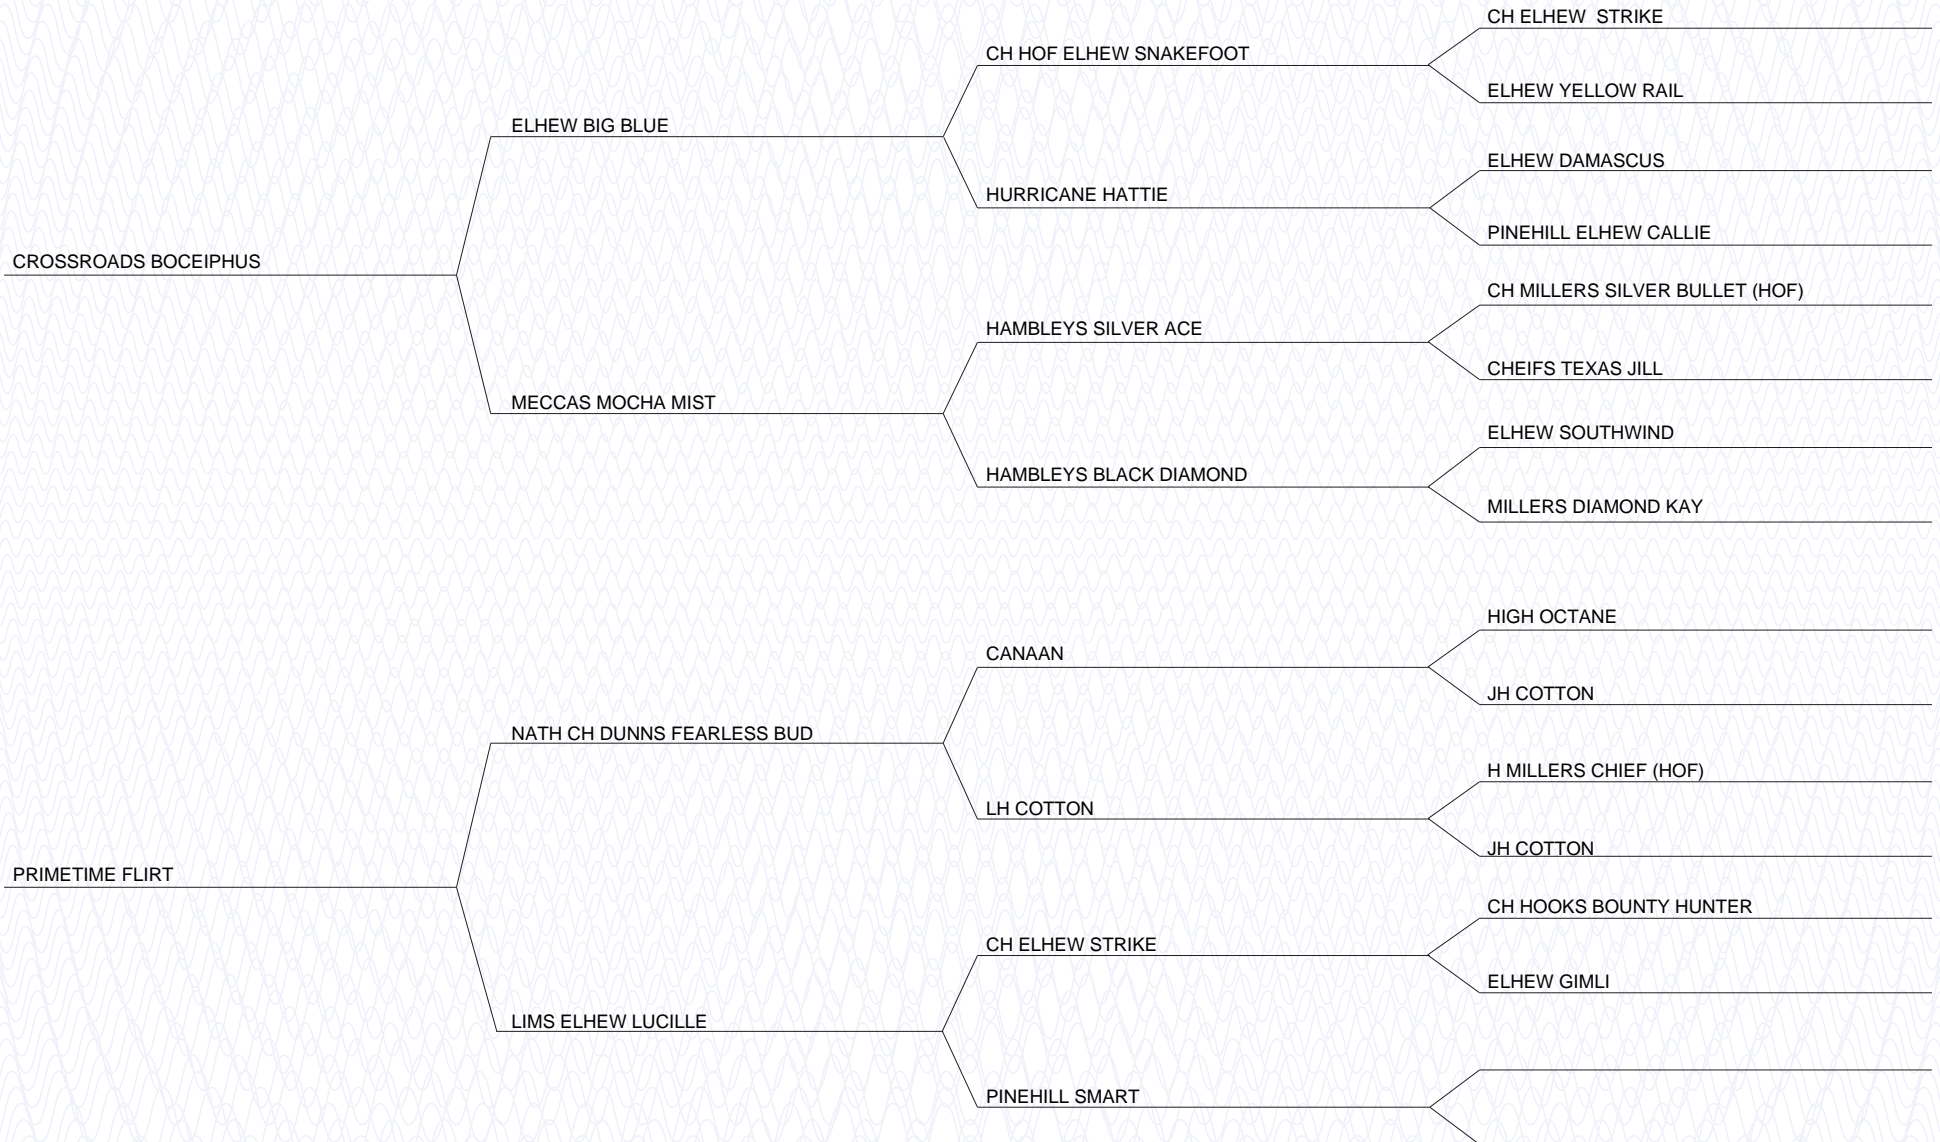 CH ELHEW  STRIKE
CH HOF ELHEW SNAKEFOOT
ELHEW YELLOW RAIL
ELHEW BIG BLUE
ELHEW DAMASCUS
HURRICANE HATTIE
PINEHILL ELHEW CALLIE
CROSSROADS BOCEIPHUS
CH MILLERS SILVER BULLET (HOF)
HAMBLEYS SILVER ACE
CHEIFS TEXAS JILL
MECCAS MOCHA MIST
ELHEW SOUTHWIND
HAMBLEYS BLACK DIAMOND
MILLERS DIAMOND KAY
HIGH OCTANE
CANAAN
JH COTTON
NATH CH DUNNS FEARLESS BUD
H MILLERS CHIEF (HOF)
LH COTTON
JH COTTON
PRIMETIME FLIRT
CH HOOKS BOUNTY HUNTER
CH ELHEW STRIKE
ELHEW GIMLI
LIMS ELHEW LUCILLE
PINEHILL SMART